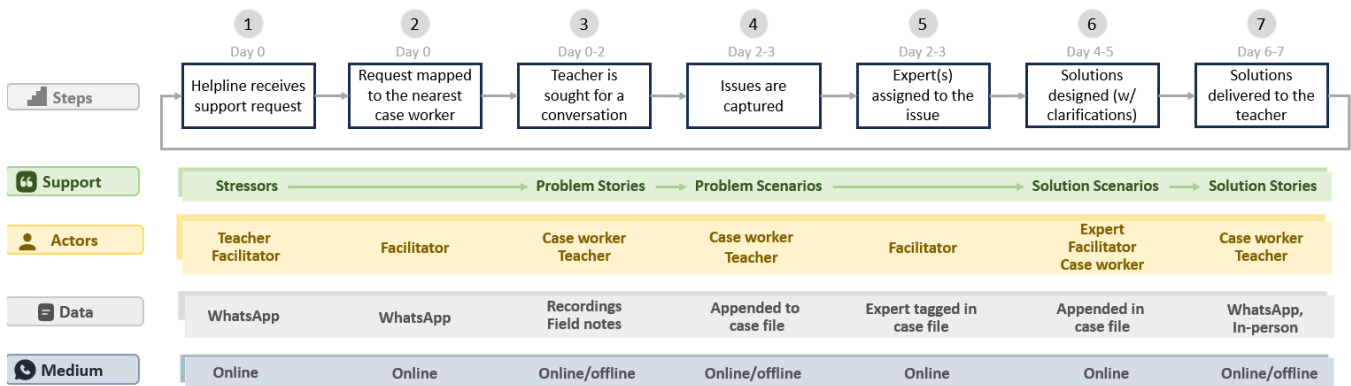 1 2 3 4 5 6 7
Day 0 Day 0 Day 0-2 Day 2-3 Day 2-3 Day 4-5 Day 6-7
Steps
Helpline receives
support request
Request mapped
to the nearest
case worker
Teacher is
sought for a
conversation
Issues are
captured
Expert(s)
assigned to the
issue
Solutions
designed (w/
clarifications)
Solutions
delivered to the
teacher
Support
Stressors Problem Stories Problem Scenarios Solution Scenarios Solution Stories
Actors
Teacher
Facilitator
Facilitator
Case worker
Teacher
Case worker
Teacher
Facilitator
Expert
Facilitator
Case worker
Case worker
Teacher
Data
WhatsApp
WhatsApp
Recordings
Field notes
Appended to
case file
Expert tagged in
case file
Appended in
case file
WhatsApp,
In-person
Medium
Online Online Online/offline Online/offline Online Online Online/offline